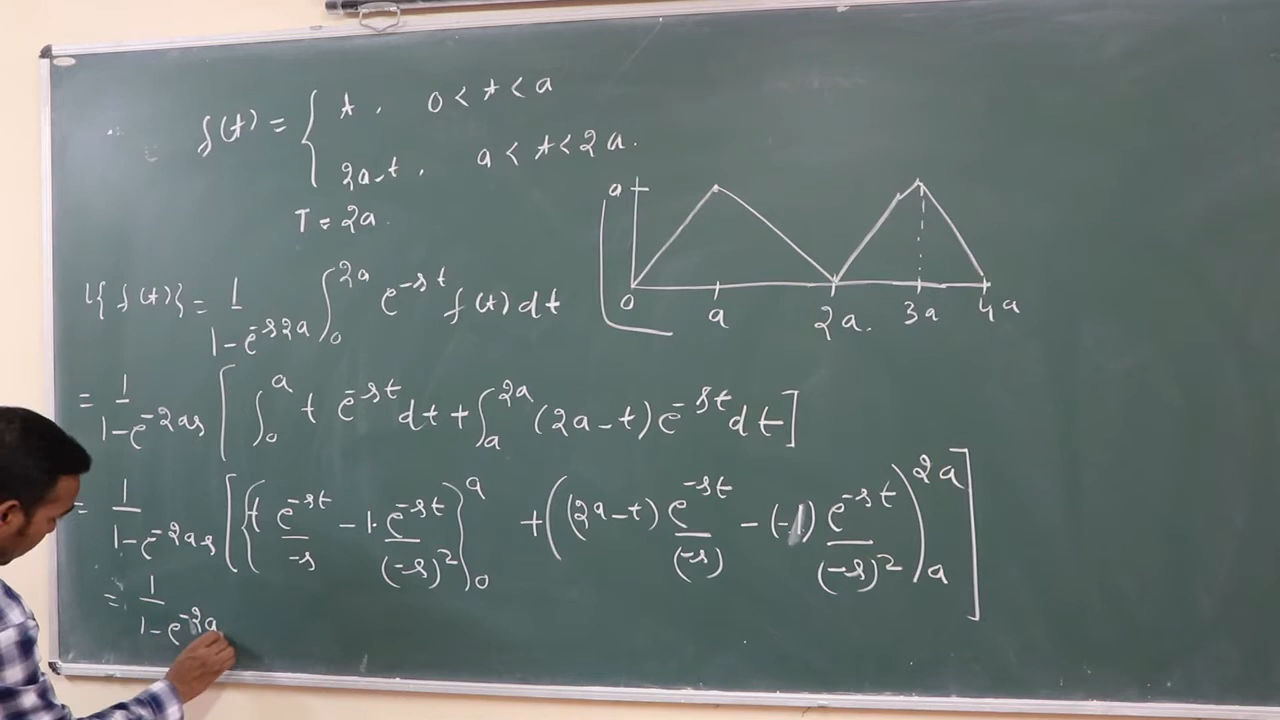 f(t) = { t , 0 < t < a
2a-t , a < t < 2a.
T = 2a.
a
0 a 2a. 3a 4a
L{f(t)} = 1/(1-e^{-s2a}) ∫_0^{2a} e^{-st} f(t) dt
= 1/(1-e^{-2as}) [ ∫_0^a t e^{-st} dt + ∫_a^{2a} (2a-t) e^{-st} dt ]
= 1/(1-e^{-2as}) [ { t e^{-st}/-s - 1. e^{-st}/(-s)^2 }_0^a + ( (2a-t) e^{-st}/(-s) - (-1) e^{-st}/(-s)^2 )_a^{2a} ]
= 1/(1-e^{-2a